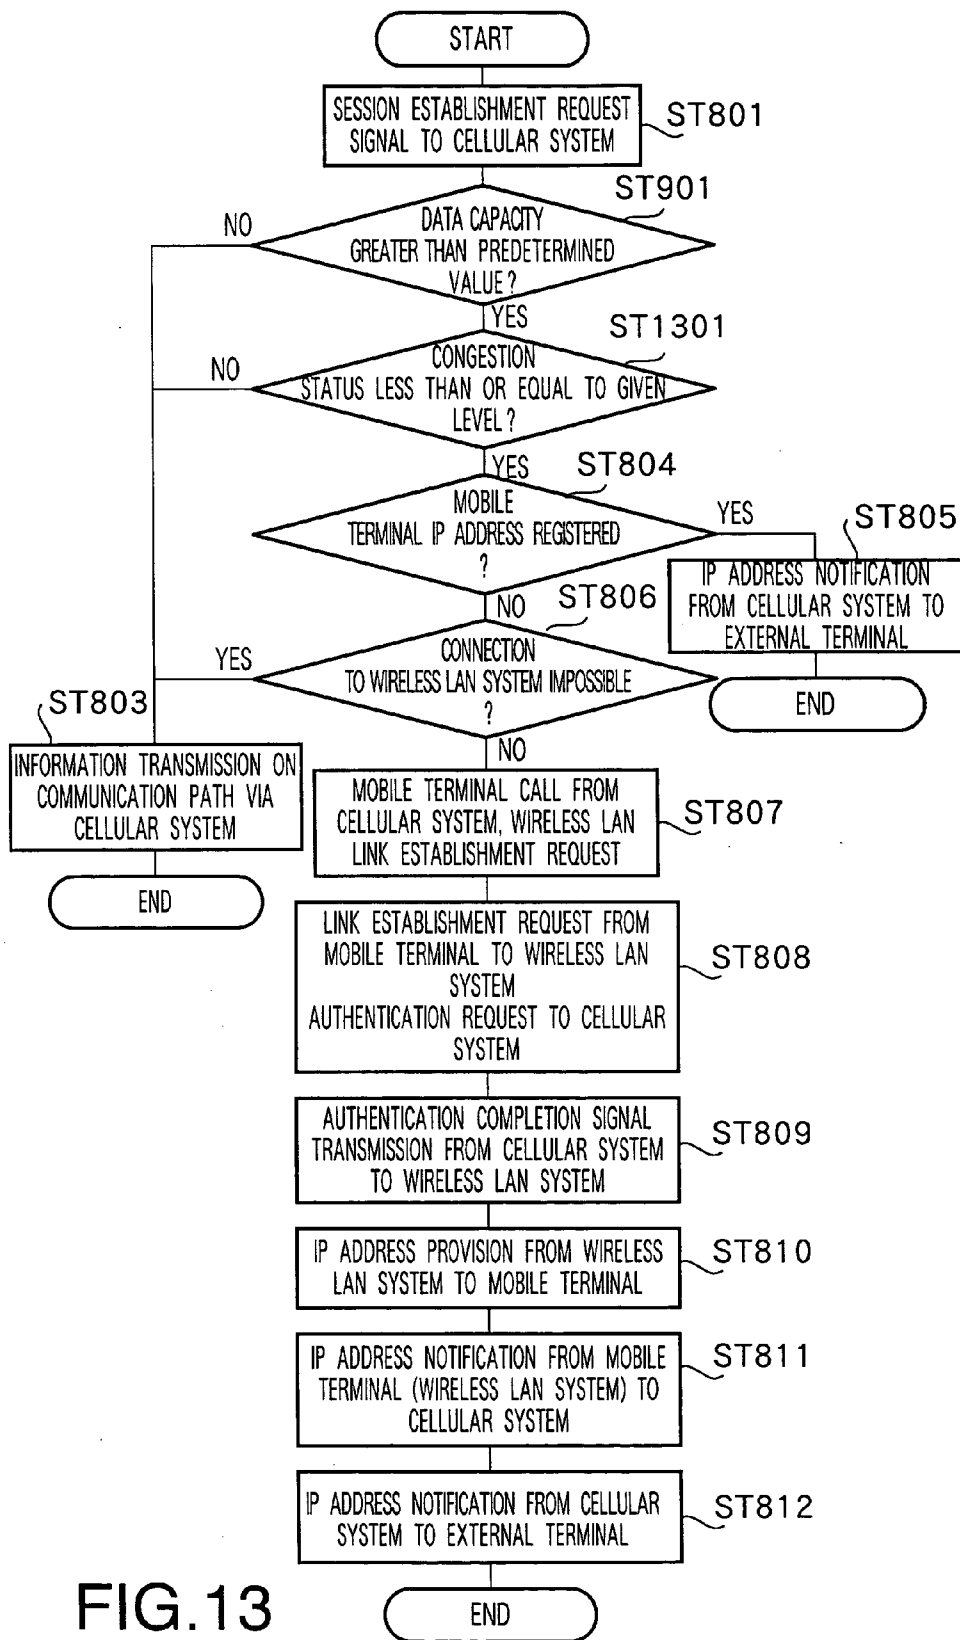 START
SESSION ESTABLISHMENT REQUEST
SIGNAL TO CELLULAR SYSTEM
ST801
ST901
NO
DATA CAPACITY
GREATER THAN PREDETERMINED
VALUE?
YES
ST1301
NO
CONGESTION
STATUS LESS THAN OR EQUAL TO GIVEN
LEVEL?
YES
ST804
MOBILE
TERMINAL IP ADDRESS REGISTERED
?
YES
ST805
IP ADDRESS NOTIFICATION
FROM CELLULAR SYSTEM TO
EXTERNAL TERMINAL
END
NO
ST806
YES
CONNECTION
TO WIRELESS LAN SYSTEM IMPOSSIBLE
?
ST803
INFORMATION TRANSMISSION ON
COMMUNICATION PATH VIA
CELLULAR SYSTEM
END
NO
MOBILE TERMINAL CALL FROM
CELLULAR SYSTEM, WIRELESS LAN
LINK ESTABLISHMENT REQUEST
ST807
LINK ESTABLISHMENT REQUEST FROM
MOBILE TERMINAL TO WIRELESS LAN
SYSTEM
AUTHENTICATION REQUEST TO CELLULAR
SYSTEM
ST808
AUTHENTICATION COMPLETION SIGNAL
TRANSMISSION FROM CELLULAR SYSTEM
TO WIRELESS LAN SYSTEM
ST809
IP ADDRESS PROVISION FROM WIRELESS
LAN SYSTEM TO MOBILE TERMINAL
ST810
IP ADDRESS NOTIFICATION FROM MOBILE
TERMINAL (WIRELESS LAN SYSTEM) TO
CELLULAR SYSTEM
ST811
IP ADDRESS NOTIFICATION FROM CELLULAR
SYSTEM TO EXTERNAL TERMINAL
ST812
END
FIG.13